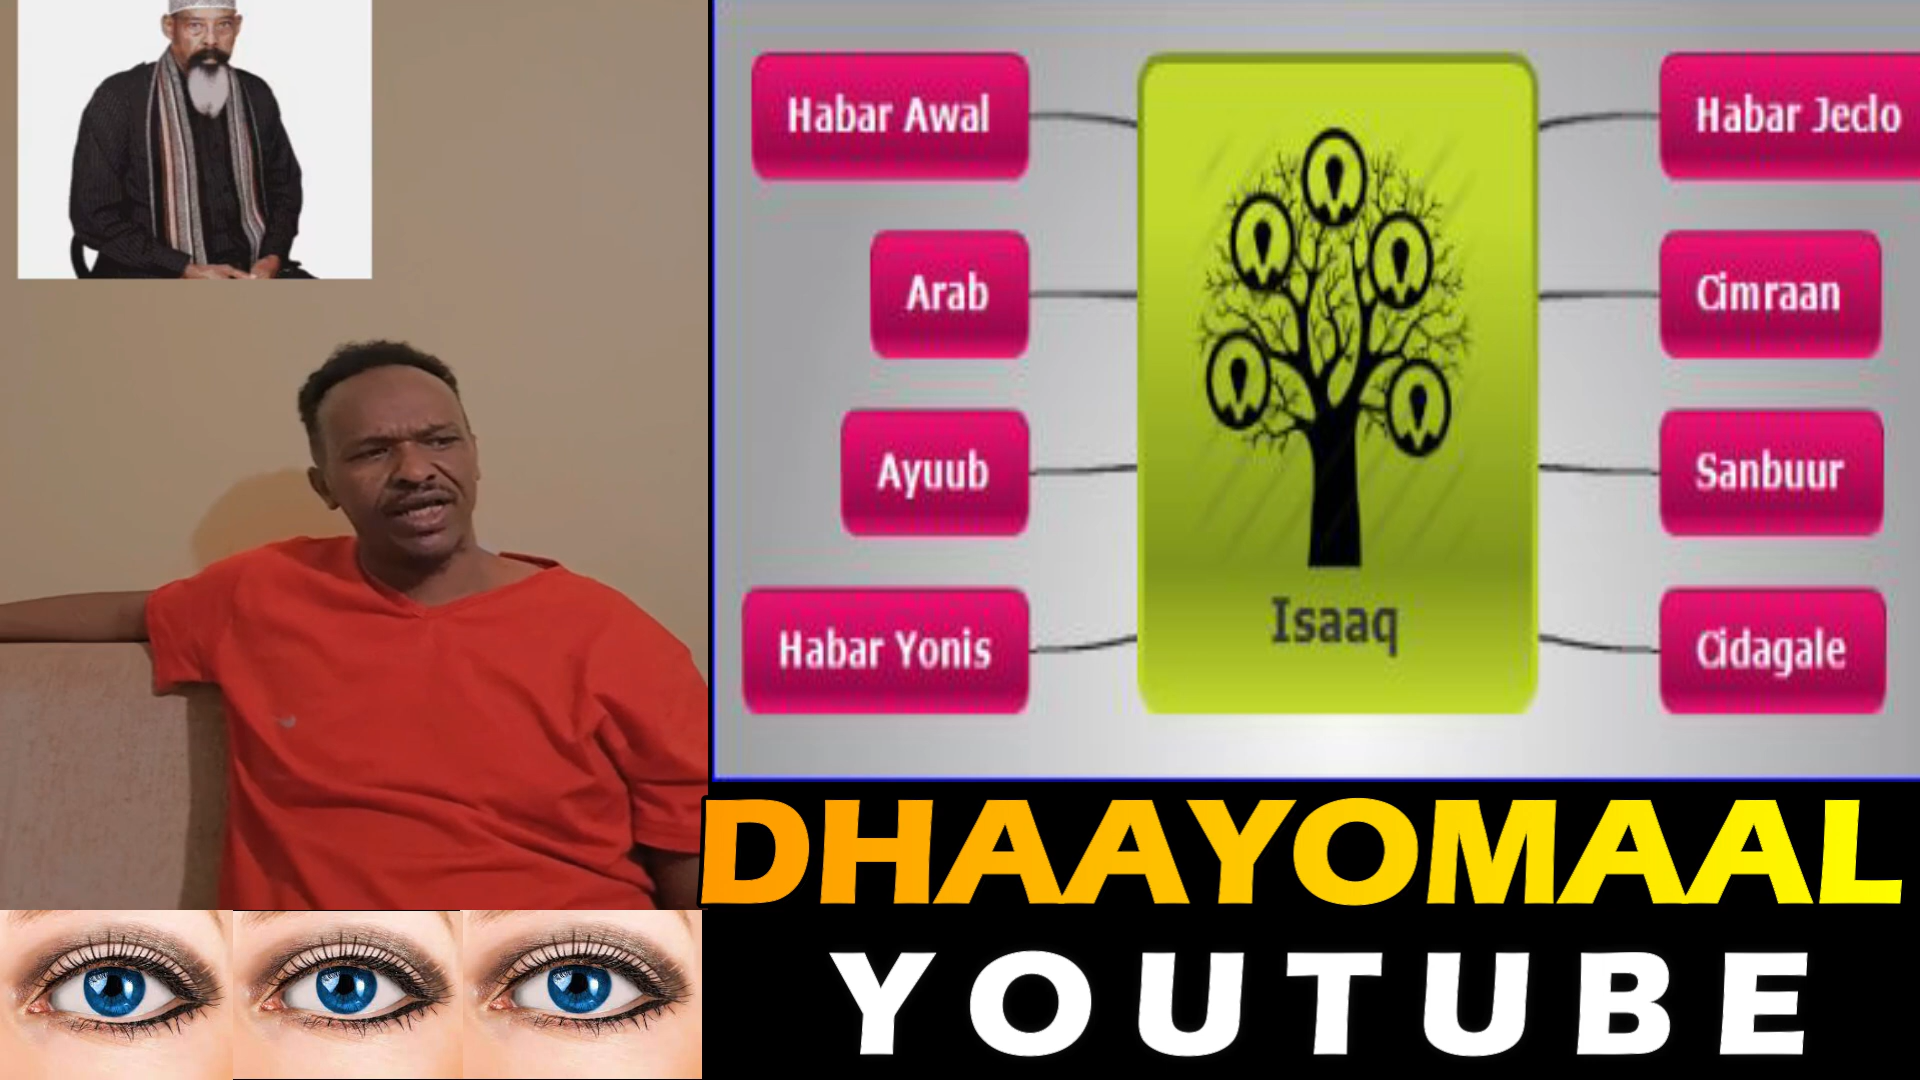 Habar Awal
Habar Jeclo
Arab
Cimraan
Ayuub
Sanbuur
Habar Yonis
Cidagale
Isaaq
DHAAYOMAAL
YOUTUBE